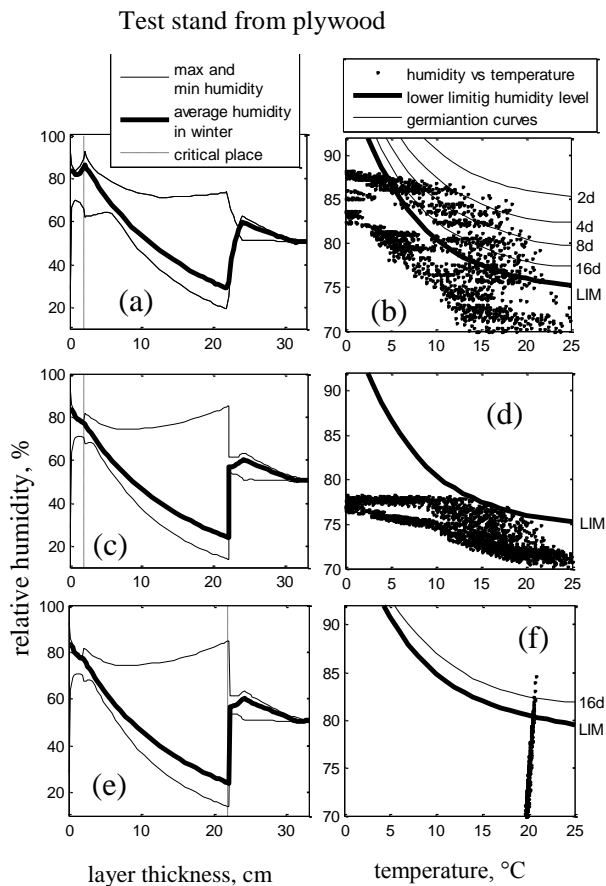 Test stand from plywood
max and
min humidity
average humidity
in winter
critical place
humidity vs temperature
lower limitig humidity level
germiantion curves
100
80
60
40
20
(a)
0 10 20 30
90
85
80
75
70
(b)
2d
4d
8d
16d
LIM
0 5 10 15 20 25
100
80
60
40
20
(c)
0 10 20 30
90
85
80
75
70
(d)
LIM
0 5 10 15 20 25
100
80
60
40
20
(e)
0 10 20 30
90
85
80
75
70
(f)
16d
LIM
0 5 10 15 20 25
relative humidity, %
layer thickness, cm
temperature, °C